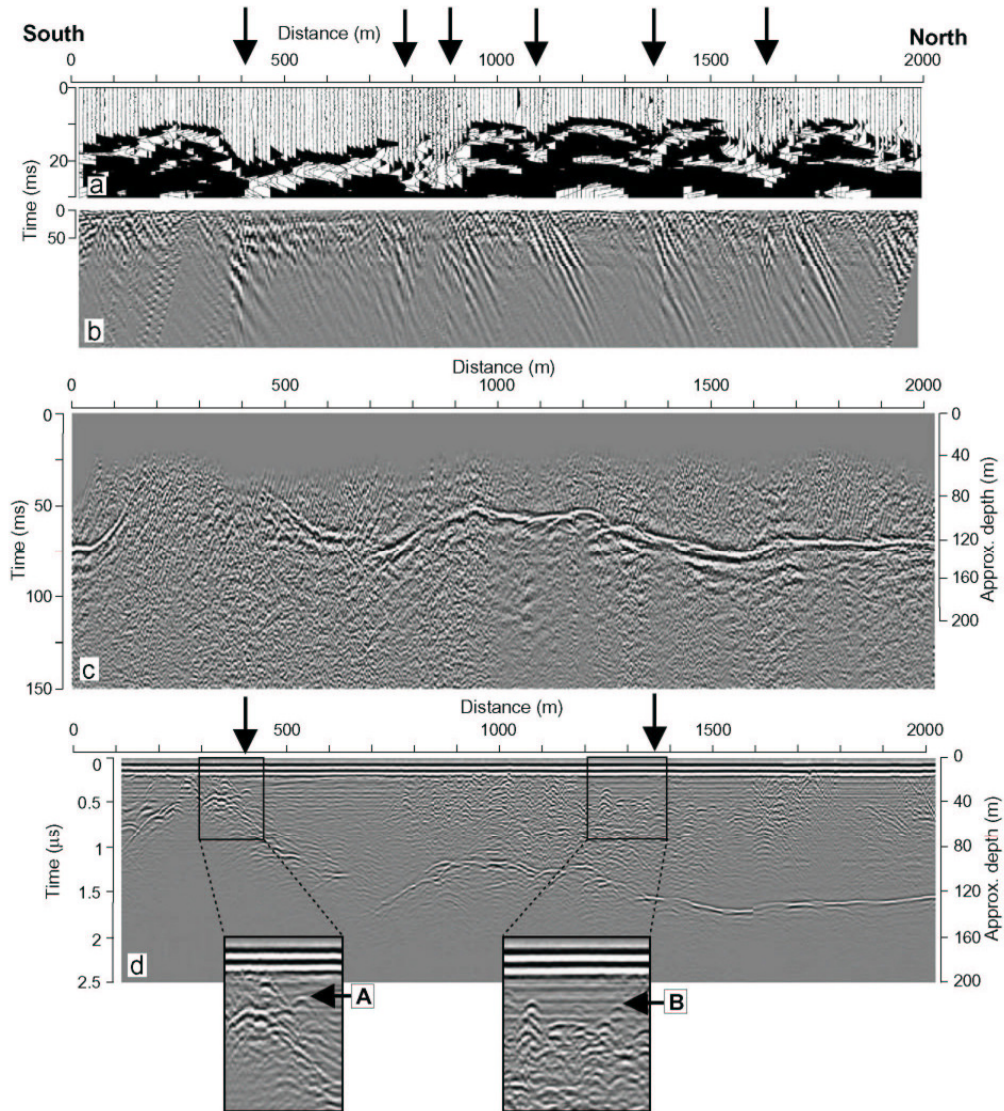 South
Distance (m)
North
0 500 1000 1500 2000
0
20
Time (ms)
a
0
50
b
Distance (m)
0 500 1000 1500 2000
0
50
100
150
Time (ms)
c
0
40
80
120
160
200
Approx. depth (m)
Distance (m)
0 500 1000 1500 2000
0
0.5
1
1.5
2
2.5
Time (μs)
d
0
40
80
120
160
200
Approx. depth (m)
A
B